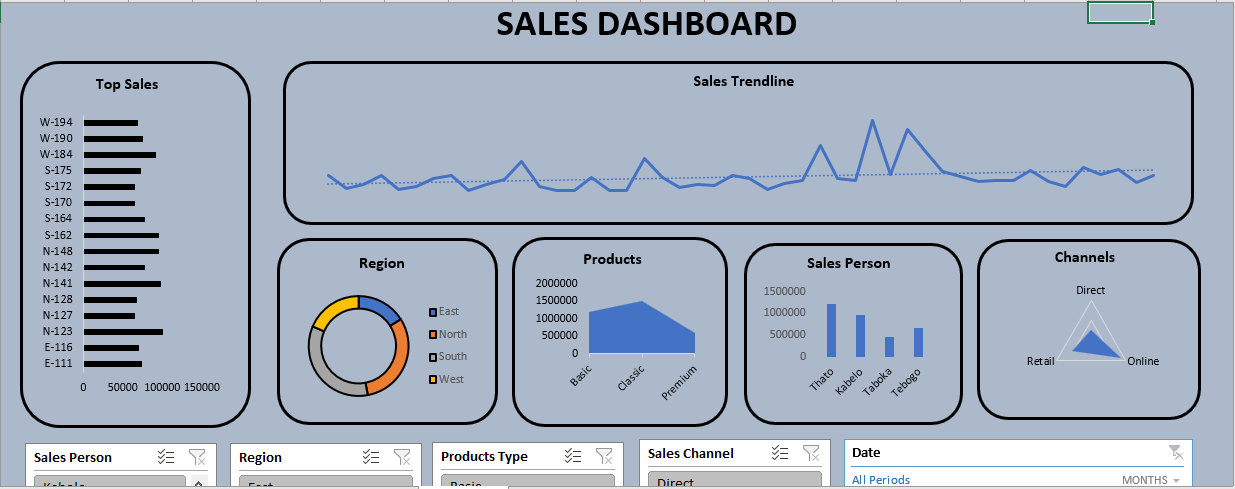 SALES DASHBOARD
Top Sales
W-194
W-190
W-184
S-175
S-172
S-170
S-164
S-162
N-148
N-142
N-141
N-128
N-127
N-123
E-116
E-111
0 50000 100000 150000
Sales Trendline
Region
East
North
South
West
Products
2000000
1500000
1000000
500000
0
Basic
Classic
Premium
Sales Person
1500000
1000000
500000
0
Thato
Kabelo
Taboka
Tebogo
Channels
Direct
Retail
Online
Sales Person
Kabelo
Region
East
Products Type
Basic
Sales Channel
Direct
Date
All Periods
MONTHS